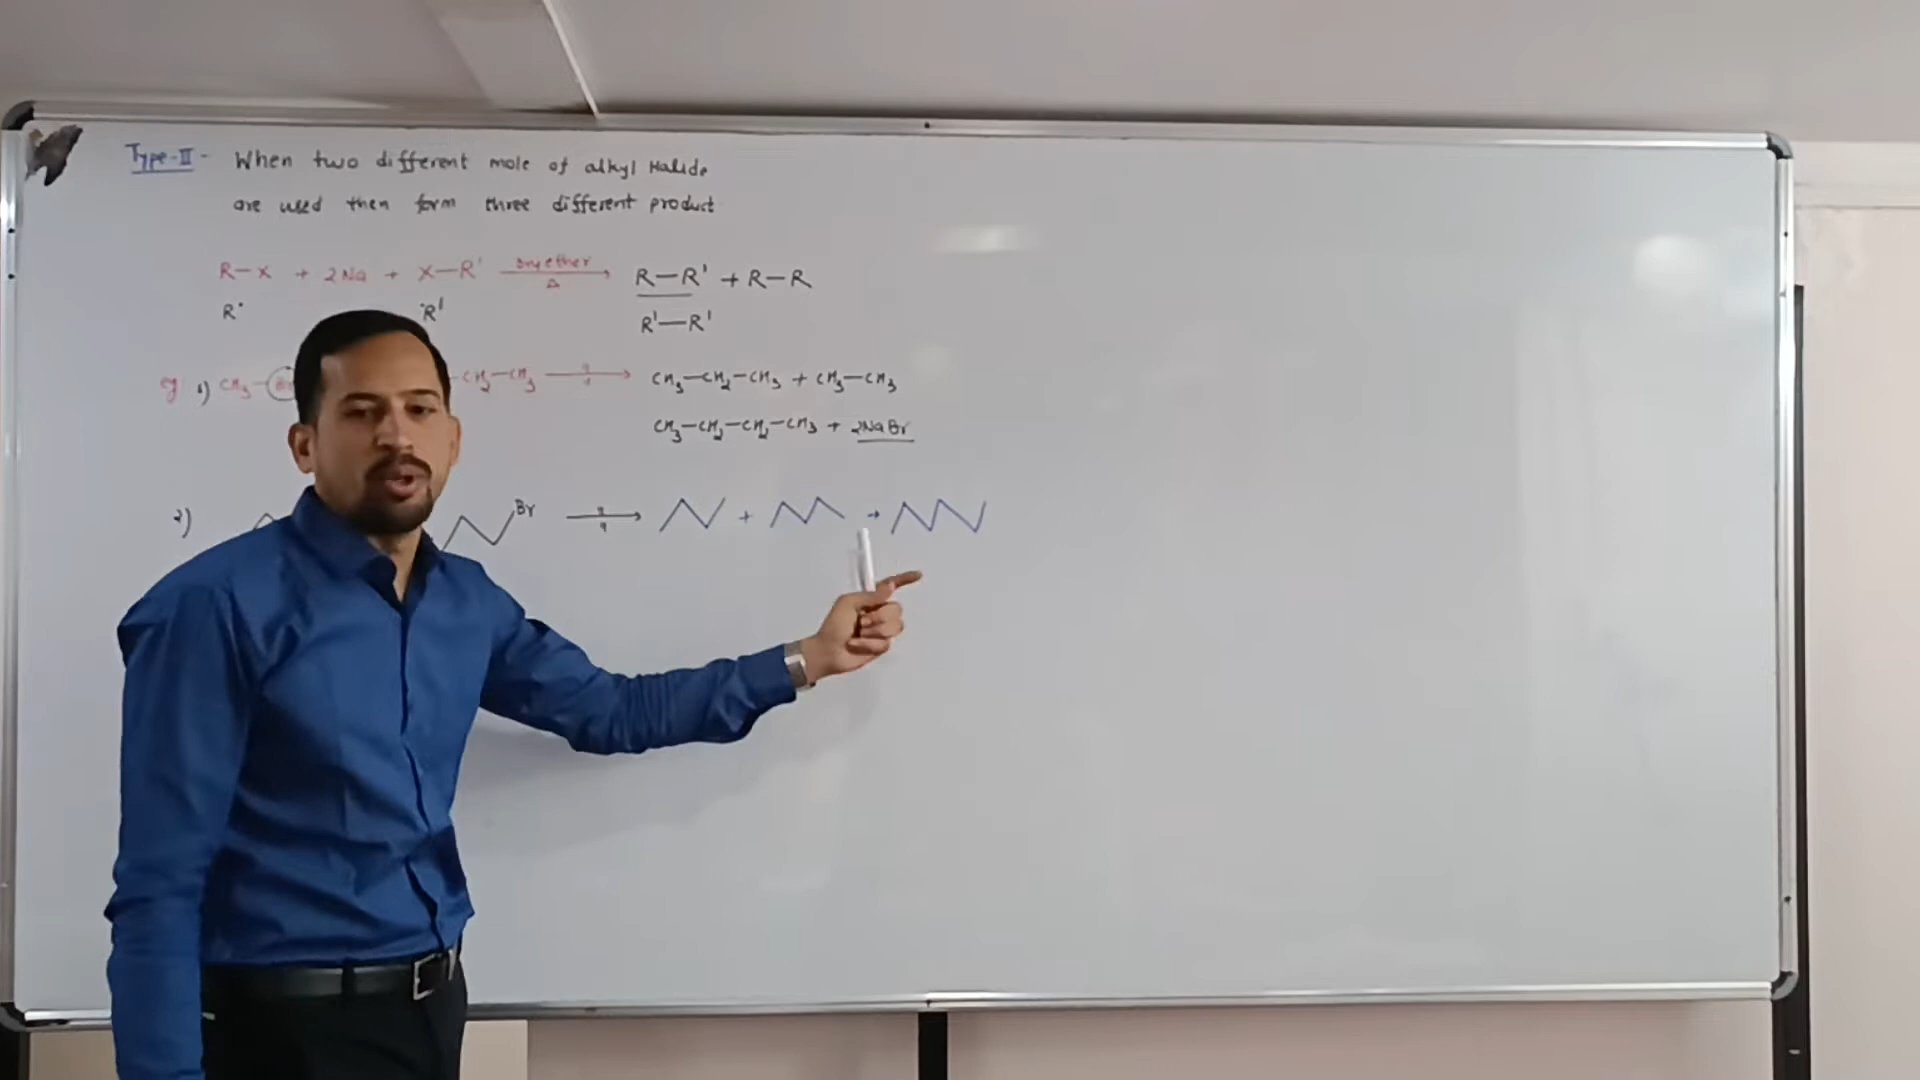 Type-II - When two different mole of alkyl Halide
are used then form three different product
R—X + 2Na + X—R' dry ether Δ R—R' + R—R
R• •R' R'—R'
eg 1) CH3—Br —CH2—CH3 CH3—CH2—CH3 + CH3—CH3
CH3—CH2—CH2—CH3 + 2NaBr
2) Br + +